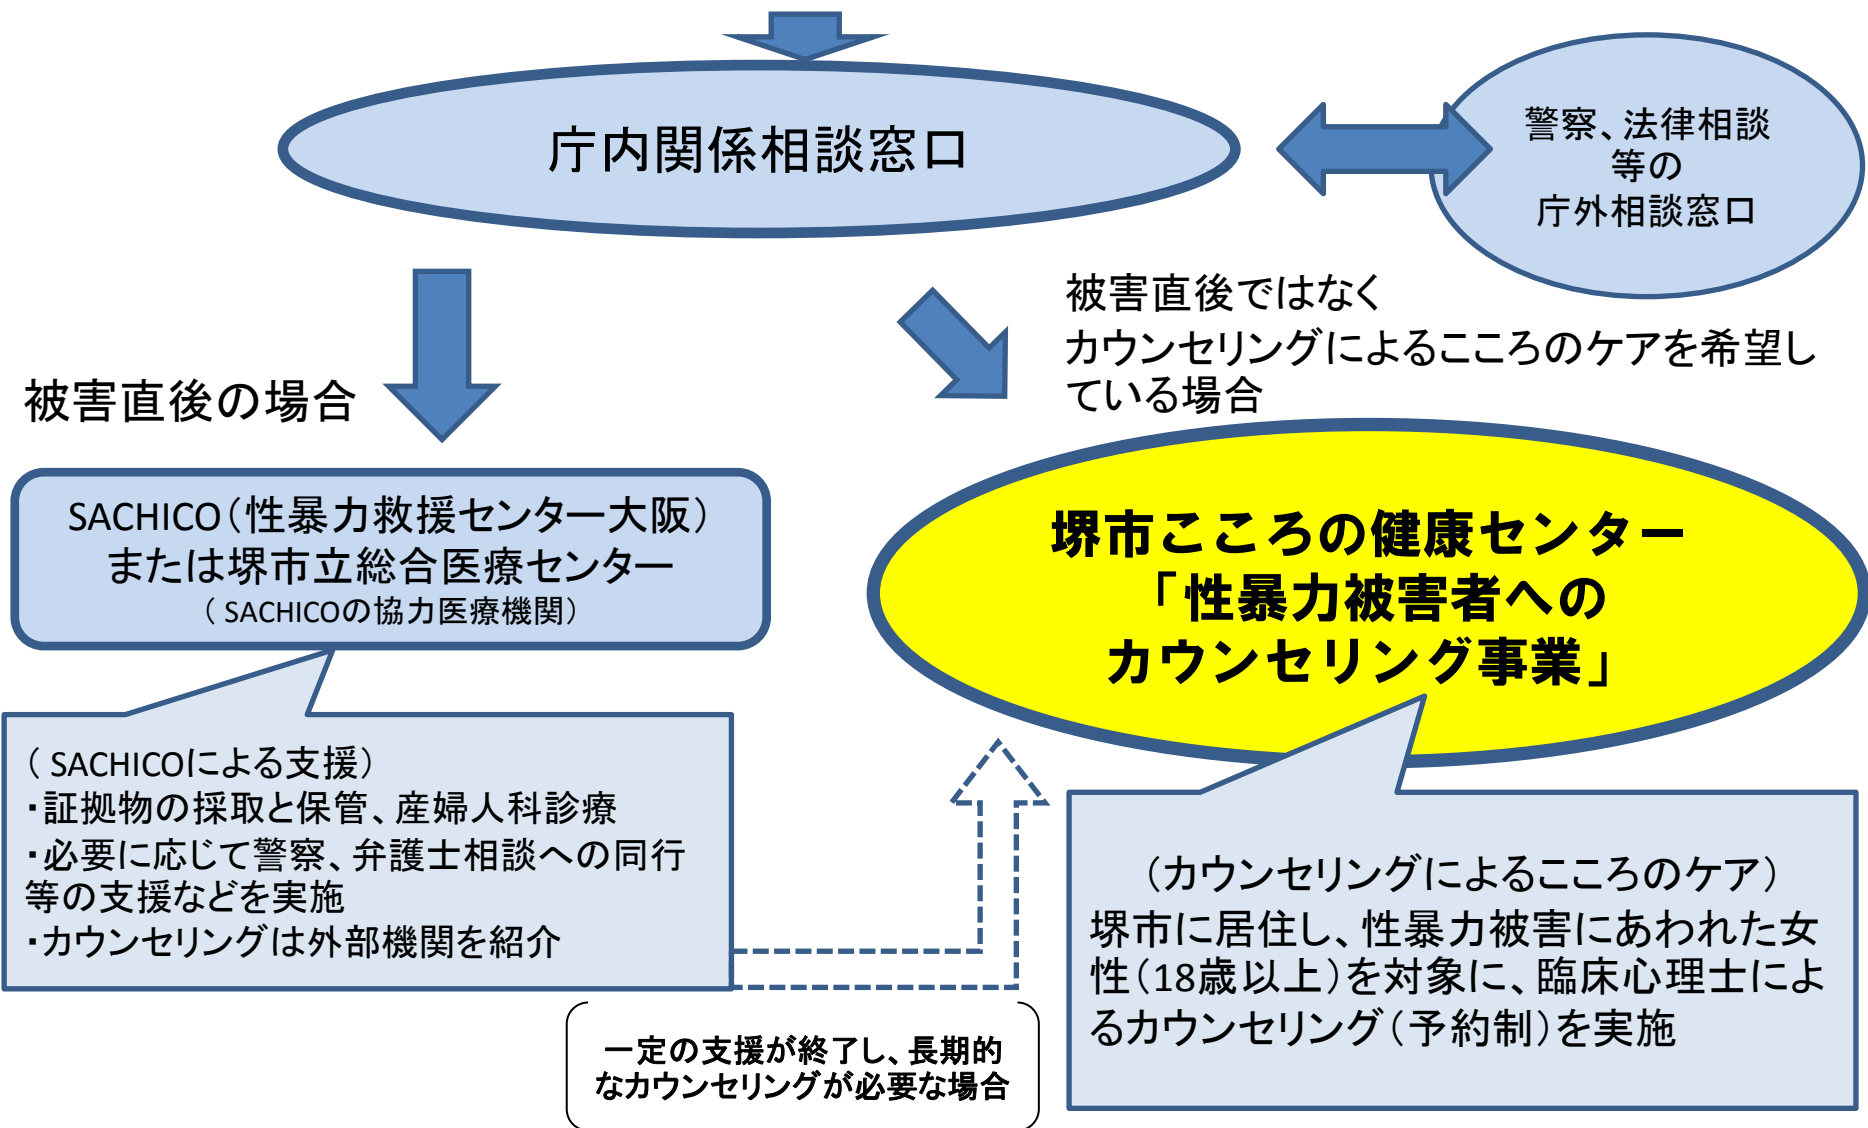 庁内関係相談窓口
警察、法律相談
等の
庁外相談窓口
被害直後ではなく
カウンセリングによるこころのケアを希望し
ている場合
被害直後の場合
SACHICO（性暴力救援センター大阪）
または堺市立総合医療センター
（ SACHICOの協力医療機関）
堺市こころの健康センター
「性暴力被害者への
カウンセリング事業」
（ SACHICOによる支援）
・証拠物の採取と保管、産婦人科診療
・必要に応じて警察、弁護士相談への同行
等の支援などを実施
・カウンセリングは外部機関を紹介
（カウンセリングによるこころのケア）
堺市に居住し、性暴力被害にあわれた女
性（18歳以上）を対象に、臨床心理士によ
るカウンセリング（予約制）を実施
一定の支援が終了し、長期的
なカウンセリングが必要な場合